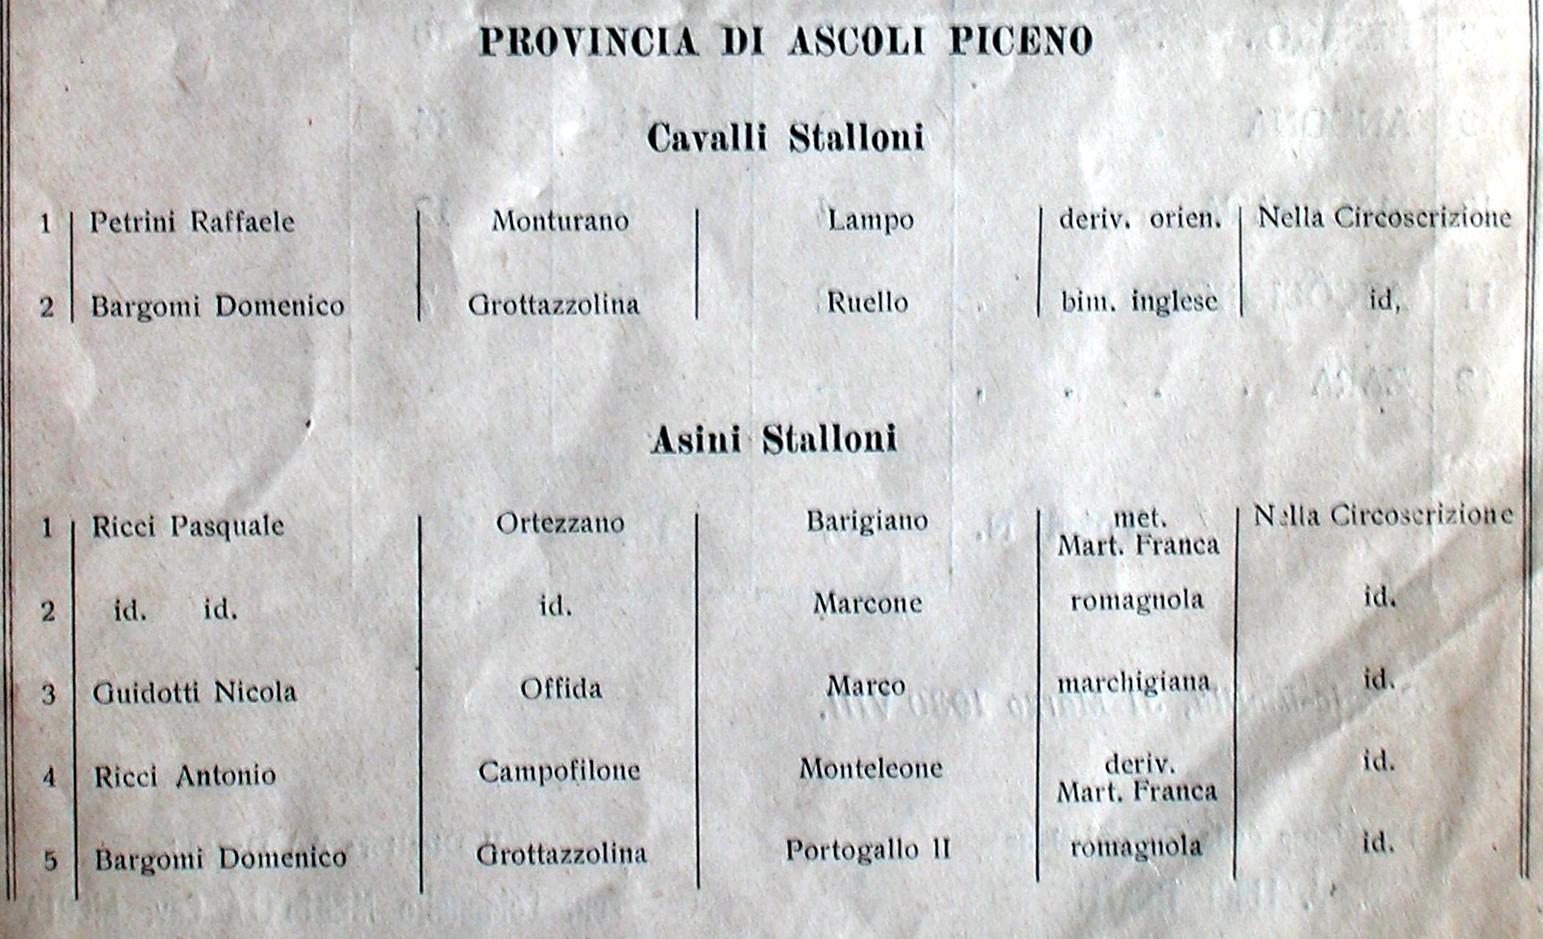 PROVINCIA DI ASCOLI PICENO
Cavalli Stalloni
1 Petrini Raffaele Monturano Lampo deriv. orien. Nella Circoscrizione
2 Bargomi Domenico Grottazzolina Ruello bim. inglese id,
Asini Stalloni
1 Ricci Pasquale Ortezzano Barigiano met. Mart. Franca Nella Circoscrizione
2 id. id. id. Marcone romagnola id.
3 Guidotti Nicola Offida Marco marchigiana id.
4 Ricci Antonio Campofilone Monteleone deriv. Mart. Franca id.
5 Bargomi Domenico Grottazzolina Portogallo II romagnola id.